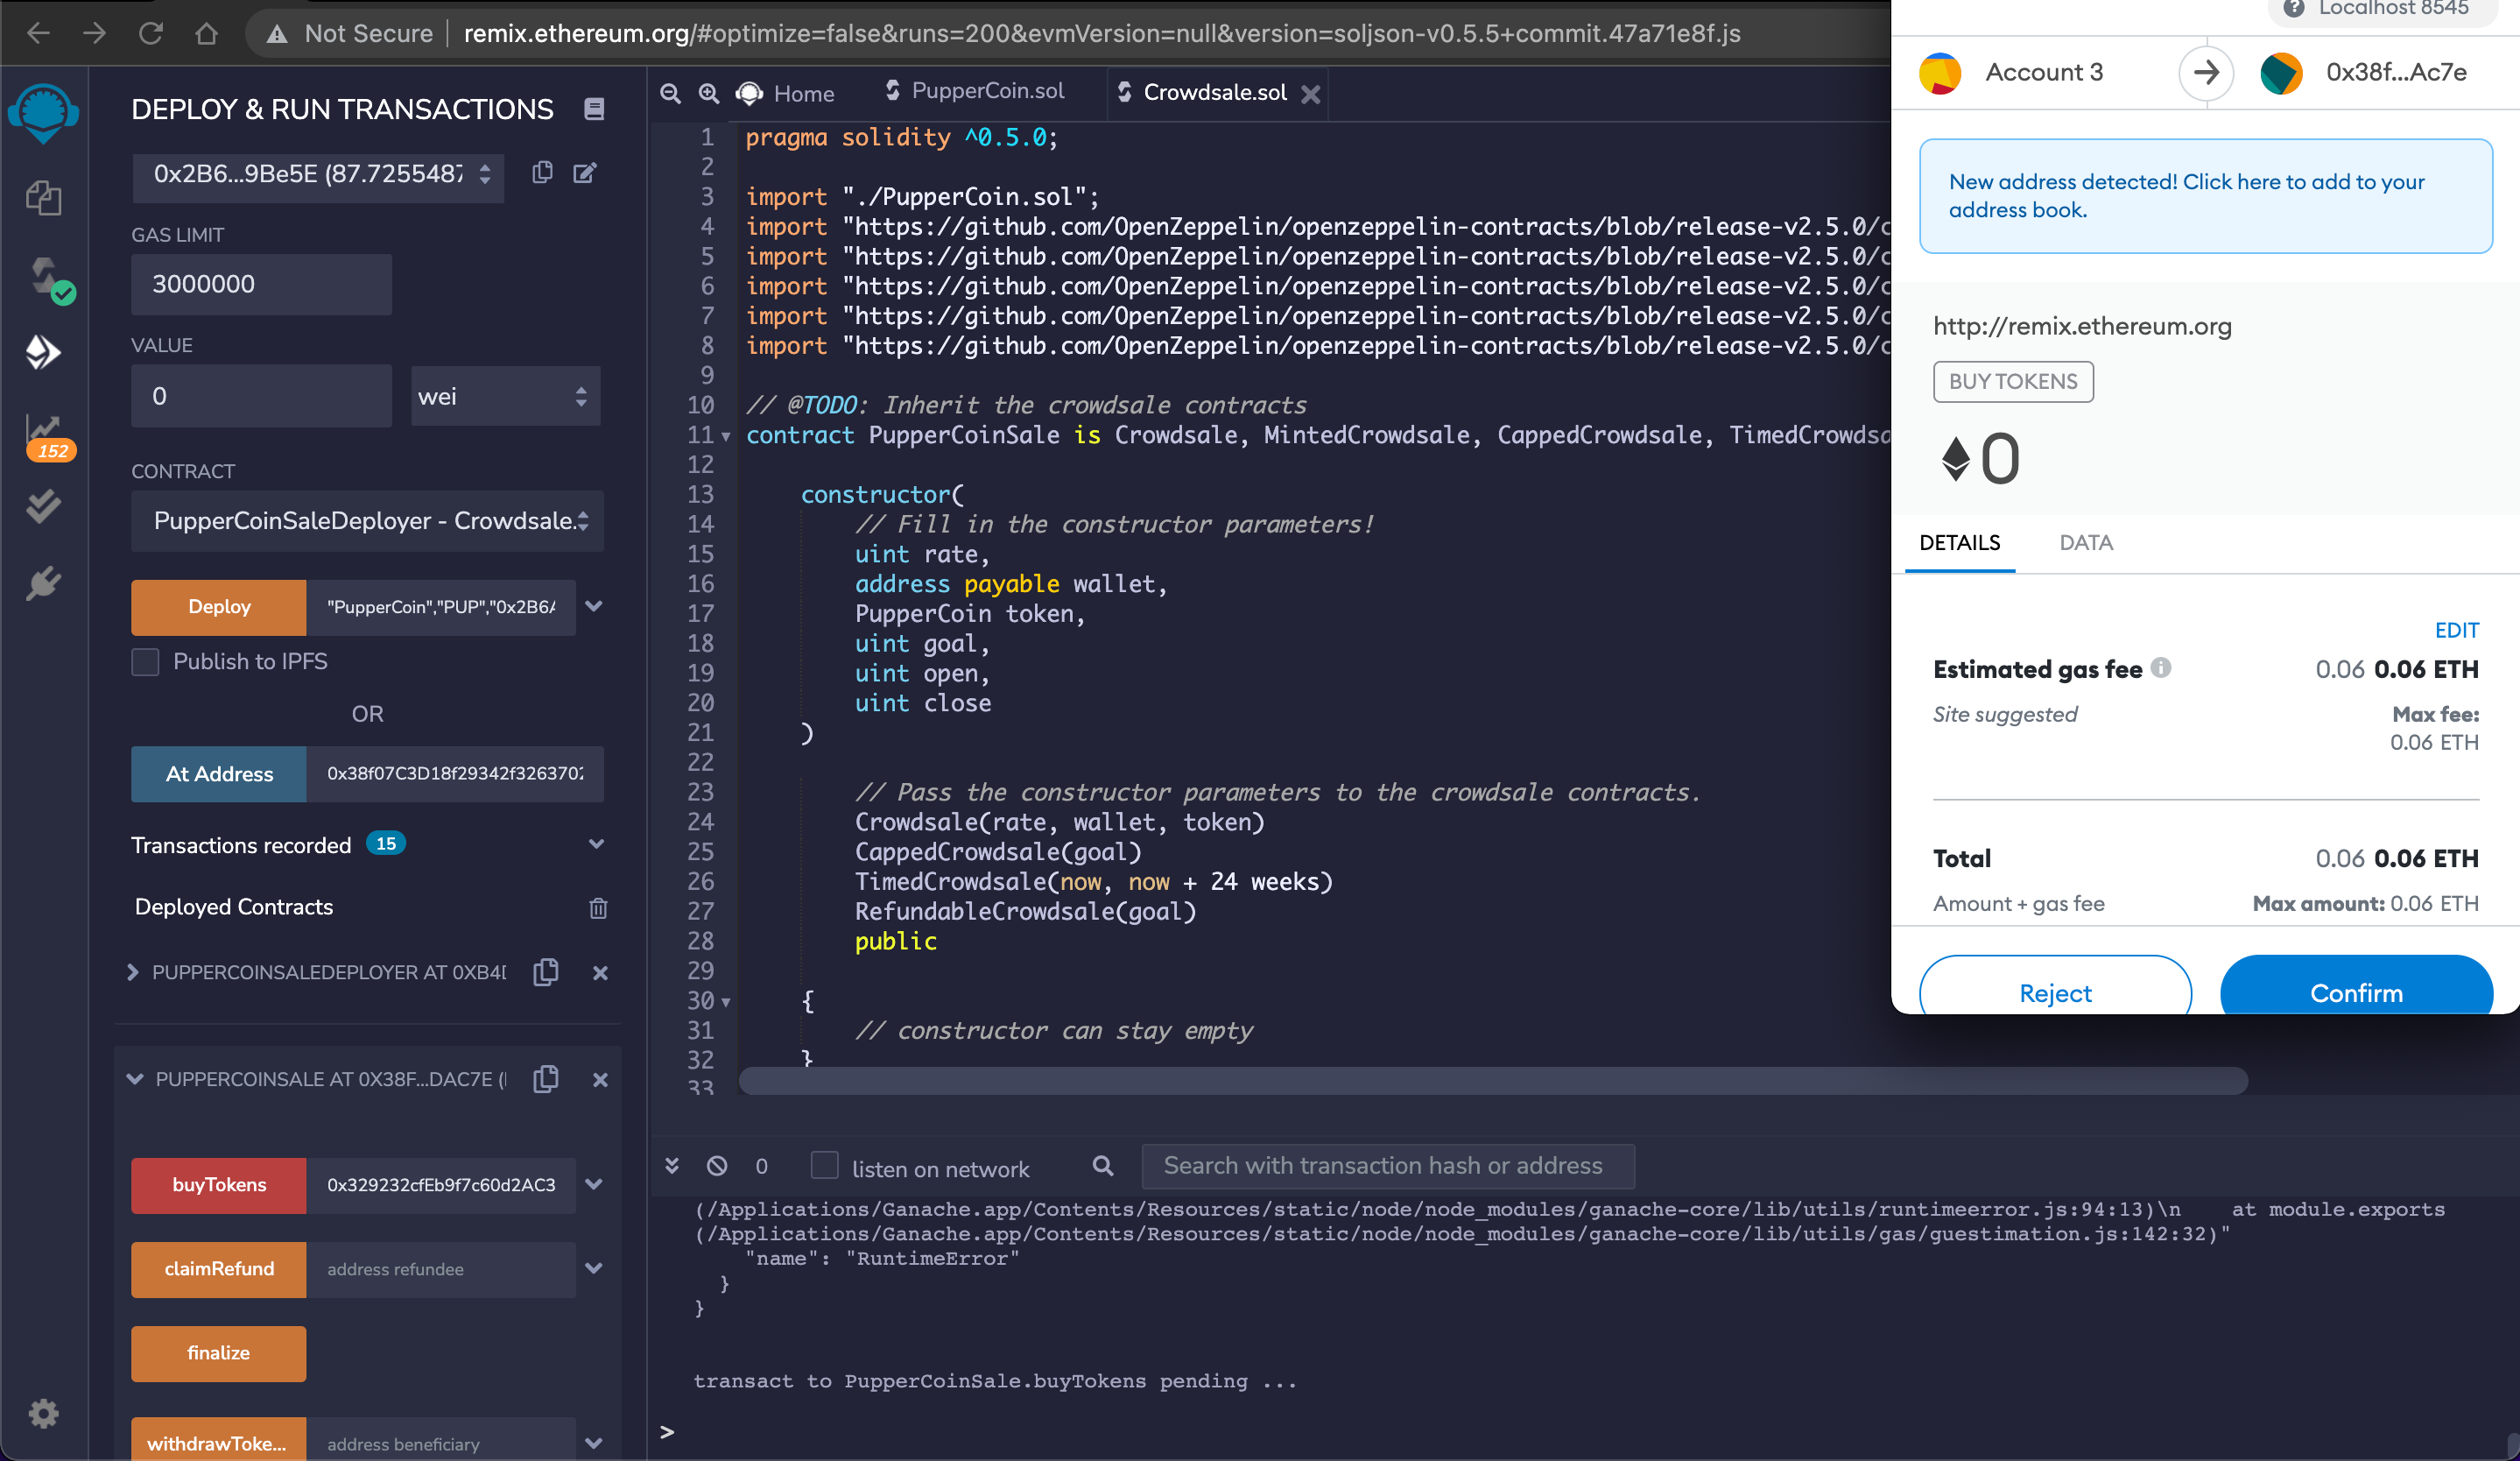 Not Secure | remix.ethereum.org/#optimize=false&runs=200&evmVersion=null&version=soljson-v0.5.5+commit.47a71e8f.js
DEPLOY & RUN TRANSACTIONS
0x2B6...9Be5E (87.7255487
GAS LIMIT
3000000
VALUE
0
wei
152
CONTRACT
PupperCoinSaleDeployer - Crowdsale.
Deploy
"PupperCoin","PUP","0x2B6A
Publish to IPFS
OR
At Address
0x38f07C3D18f29342f3263702
Transactions recorded 15
Deployed Contracts
PUPPERCOINSALEDEPLOYER AT 0XB4D
PUPPERCOINSALE AT 0X38F...DAC7E (
buyTokens
0x329232cfEb9f7c60d2AC3
claimRefund
address refundee
finalize
withdrawToke...
address beneficiary
Home
PupperCoin.sol
Crowdsale.sol
1 pragma solidity ^0.5.0;
2
3 import "./PupperCoin.sol";
4 import "https://github.com/OpenZeppelin/openzeppelin-contracts/blob/release-v2.5.0/c
5 import "https://github.com/OpenZeppelin/openzeppelin-contracts/blob/release-v2.5.0/c
6 import "https://github.com/OpenZeppelin/openzeppelin-contracts/blob/release-v2.5.0/c
7 import "https://github.com/OpenZeppelin/openzeppelin-contracts/blob/release-v2.5.0/c
8 import "https://github.com/OpenZeppelin/openzeppelin-contracts/blob/release-v2.5.0/c
9
10 // @TODO: Inherit the crowdsale contracts
11 contract PupperCoinSale is Crowdsale, MintedCrowdsale, CappedCrowdsale, TimedCrowdsa
12
13 constructor(
14 // Fill in the constructor parameters!
15 uint rate,
16 address payable wallet,
17 PupperCoin token,
18 uint goal,
19 uint open,
20 uint close
21 )
22
23 // Pass the constructor parameters to the crowdsale contracts.
24 Crowdsale(rate, wallet, token)
25 CappedCrowdsale(goal)
26 TimedCrowdsale(now, now + 24 weeks)
27 RefundableCrowdsale(goal)
28 public
29
30 {
31 // constructor can stay empty
32 }
33
0
listen on network
Search with transaction hash or address
(/Applications/Ganache.app/Contents/Resources/static/node/node_modules/ganache-core/lib/utils/runtimeerror.js:94:13)\n at module.exports
(/Applications/Ganache.app/Contents/Resources/static/node/node_modules/ganache-core/lib/utils/gas/guestimation.js:142:32)"
"name": "RuntimeError"
}
}
transact to PupperCoinSale.buyTokens pending ...
>
Localhost 8545
Account 3
0x38f...Ac7e
New address detected! Click here to add to your
address book.
http://remix.ethereum.org
BUY TOKENS
0
DETAILS
DATA
EDIT
Estimated gas fee
0.06 0.06 ETH
Site suggested
Max fee:
0.06 ETH
Total
0.06 0.06 ETH
Amount + gas fee
Max amount: 0.06 ETH
Reject
Confirm